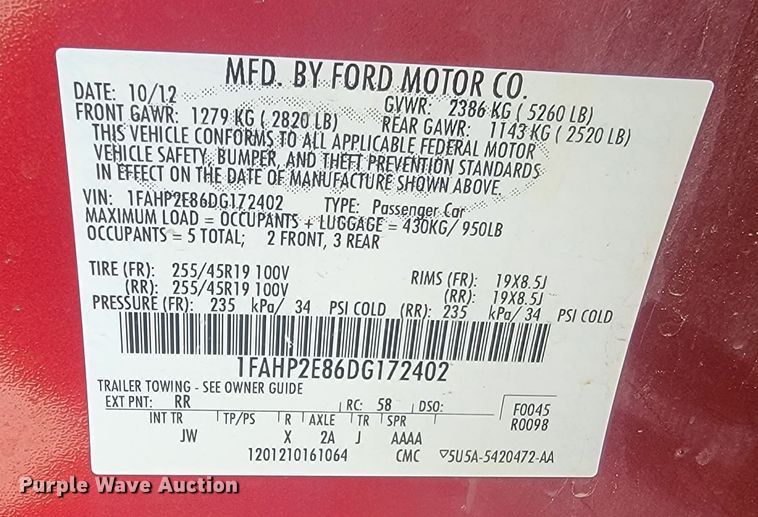 MFD. BY FORD MOTOR CO.
DATE: 10/12 GVWR: 2386 KG ( 5260 LB)
FRONT GAWR: 1279 KG ( 2820 LB) REAR GAWR: 1143 KG ( 2520 LB)
THIS VEHICLE CONFORMS TO ALL APPLICABLE FEDERAL MOTOR
VEHICLE SAFETY, BUMPER, AND THEFT PREVENTION STANDARDS
IN EFFECT ON THE DATE OF MANUFACTURE SHOWN ABOVE.
VIN: 1FAHP2E86DG172402 TYPE: Passenger Car
MAXIMUM LOAD = OCCUPANTS + LUGGAGE = 430KG/ 950LB
OCCUPANTS = 5 TOTAL; 2 FRONT, 3 REAR
TIRE (FR): 255/45R19 100V RIMS (FR): 19X8.5J
(RR): 255/45R19 100V (RR): 19X8.5J
PRESSURE (FR): 235 kPa/ 34 PSI COLD (RR): 235 kPa/ 34 PSI COLD
1FAHP2E86DG172402
TRAILER TOWING - SEE OWNER GUIDE
EXT PNT: RR RC: 58 DSO: F0045
INT TR TP/PS R AXLE TR SPR R0098
JW X 2A J AAAA
1201210161064 CMC ▽5U5A-5420472-AA
Purple Wave Auction